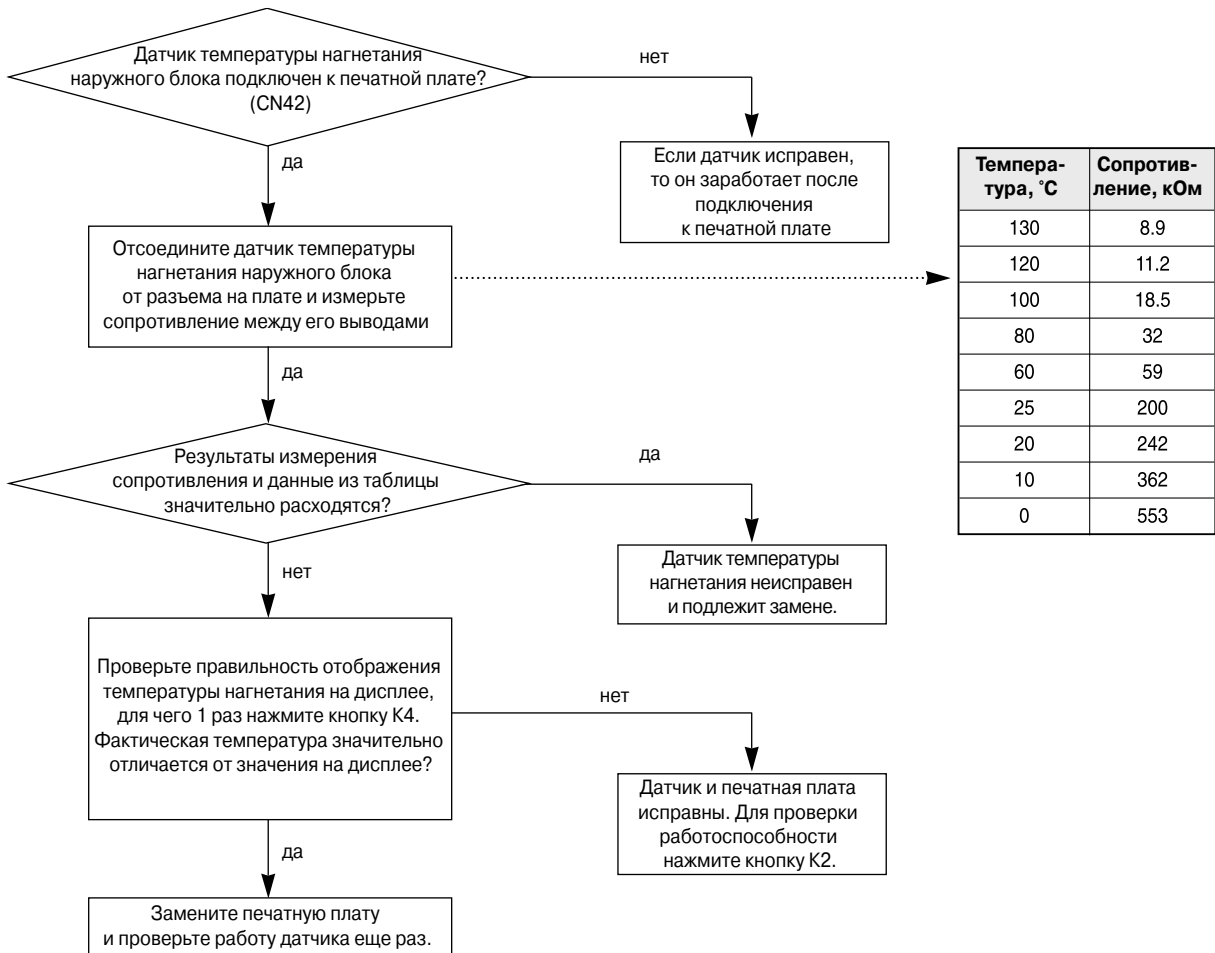 Датчик температуры нагнетания
наружного блока подключен к печатной плате?
(CN42)
нет
да
Если датчик исправен,
то он заработает после
подключения
к печатной плате
Отсоедините датчик температуры
нагнетания наружного блока
от разъема на плате и измерьте
сопротивление между его выводами
Темпера-
тура, °С
Сопротив-
ление, кОм
130 8.9
120 11.2
100 18.5
80 32
60 59
25 200
20 242
10 362
0 553
да
Результаты измерения
сопротивления и данные из таблицы
значительно расходятся?
да
нет
Датчик температуры
нагнетания неисправен
и подлежит замене.
Проверьте правильность отображения
температуры нагнетания на дисплее,
для чего 1 раз нажмите кнопку К4.
Фактическая температура значительно
отличается от значения на дисплее?
нет
да
Датчик и печатная плата
исправны. Для проверки
работоспособности
нажмите кнопку К2.
Замените печатную плату
и проверьте работу датчика еще раз.